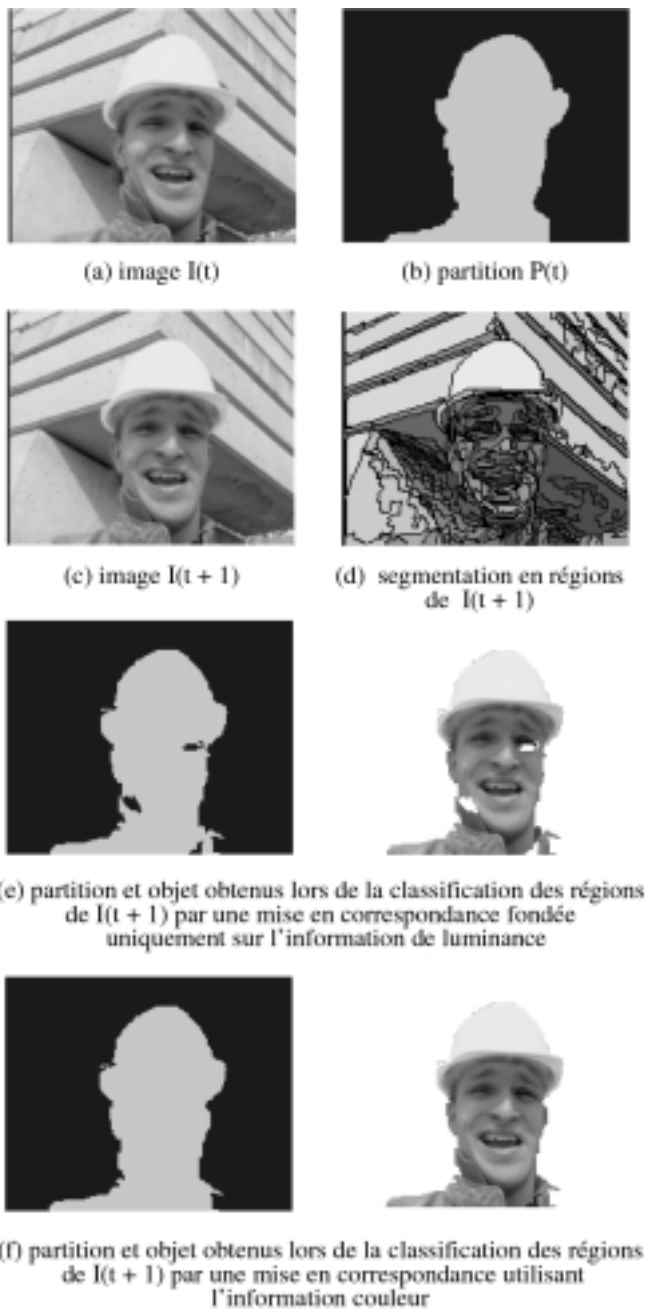 (a) image I(t)
(b) partition P(t)
(c) image I(t + 1)
(d) segmentation en régions
de I(t + 1)
(e) partition et objet obtenus lors de la classification des régions
de I(t + 1) par une mise en correspondance fondée
uniquement sur l'information de luminance
(f) partition et objet obtenus lors de la classification des régions
de I(t + 1) par une mise en correspondance utilisant
l'information couleur